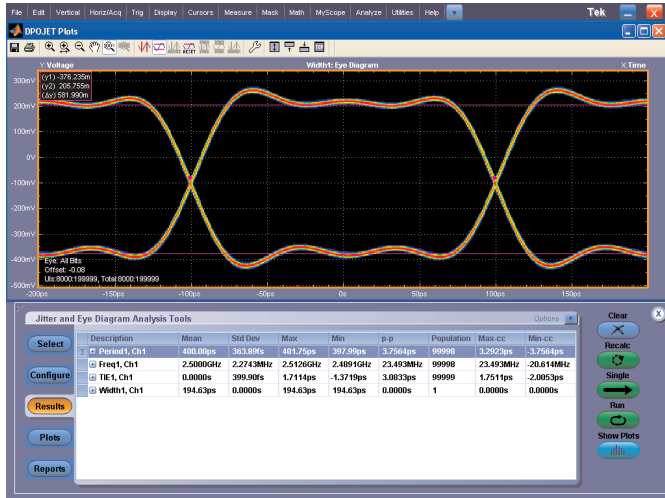 File Edit Vertical Horiz/Acq Trig Display Cursors Measure Mask Math MyScope Analyze Utilities Help Tek
DPOJET Plots
Y:Voltage Width1: Eye Diagram X:Time
(y1) -376.235m
(y2) 205.755m
(Δy) 581.990m
300mV
200mV
100mV
0V
-100mV
-200mV
-300mV
-400mV
-500mV
Eye: All Bits
Offset: -0.08
UIs:8000:199999, Total:8000:199999
-200ps -150ps -100ps -50ps 0s 50ps 100ps 150ps
Jitter and Eye Diagram Analysis Tools Options
Clear
Select
Configure
Results
Plots
Reports
Description Mean Std Dev Max Min p-p Population Max-cc Min-cc
Period1, Ch1 400.00ps 363.89fs 401.75ps 397.99ps 3.7564ps 99998 3.2923ps -3.7564ps
Freq1, Ch1 2.5000GHz 2.2743MHz 2.5126GHz 2.4891GHz 23.493MHz 99998 23.493MHz -20.614MHz
TIE1, Ch1 0.0000s 399.90fs 1.7114ps -1.3719ps 3.0833ps 99999 1.7511ps -2.0053ps
Width1, Ch1 194.63ps 0.0000s 194.63ps 194.63ps 0.0000s 1 0.0000s 0.0000s
Recalc
Single
Run
Show Plots